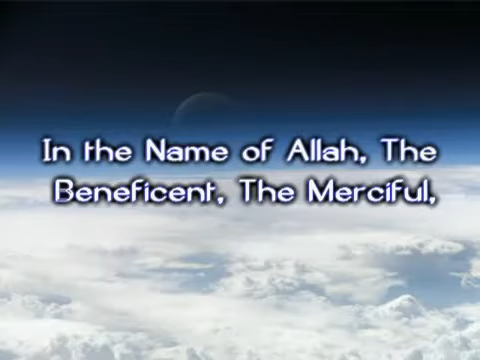 In the Name of Allah, The
Beneficent, The Merciful,